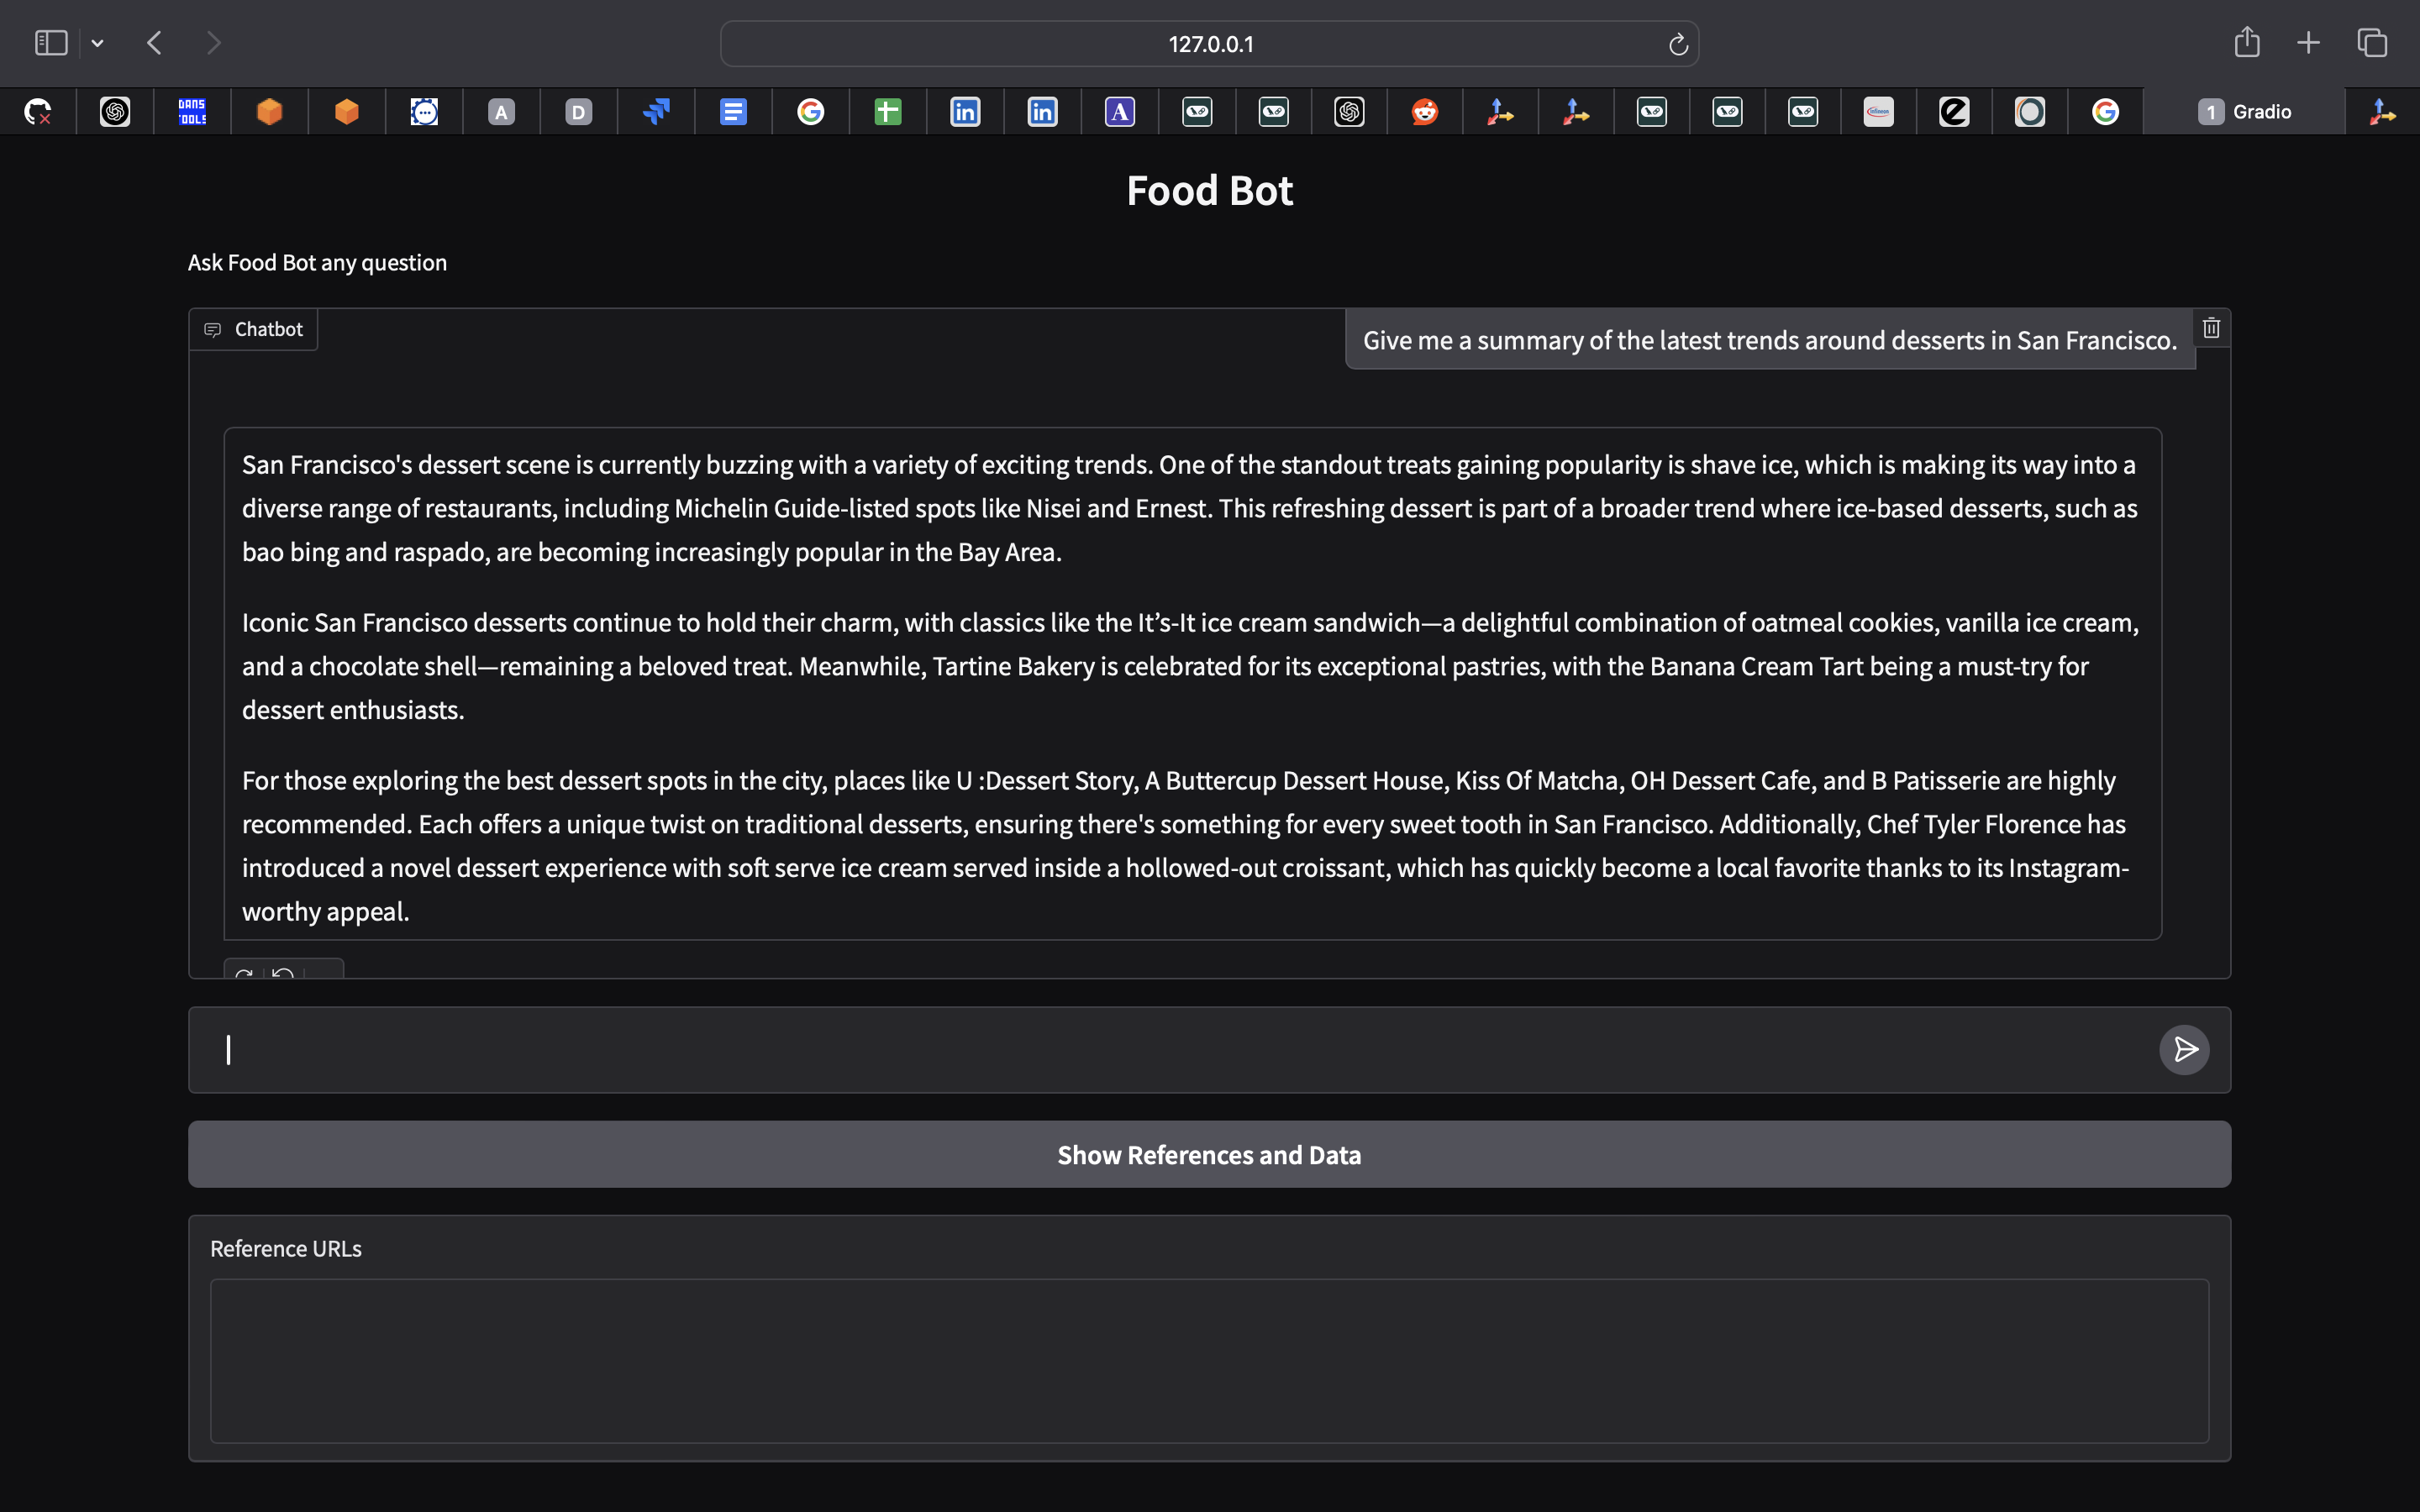 127.0.0.1
DANS TOOLS
A
D
in
in
A
1 Gradio
Food Bot
Ask Food Bot any question
Chatbot
Give me a summary of the latest trends around desserts in San Francisco.
San Francisco's dessert scene is currently buzzing with a variety of exciting trends. One of the standout treats gaining popularity is shave ice, which is making its way into a
diverse range of restaurants, including Michelin Guide-listed spots like Nisei and Ernest. This refreshing dessert is part of a broader trend where ice-based desserts, such as
bao bing and raspado, are becoming increasingly popular in the Bay Area.
Iconic San Francisco desserts continue to hold their charm, with classics like the It’s-It ice cream sandwich—a delightful combination of oatmeal cookies, vanilla ice cream,
and a chocolate shell—remaining a beloved treat. Meanwhile, Tartine Bakery is celebrated for its exceptional pastries, with the Banana Cream Tart being a must-try for
dessert enthusiasts.
For those exploring the best dessert spots in the city, places like U :Dessert Story, A Buttercup Dessert House, Kiss Of Matcha, OH Dessert Cafe, and B Patisserie are highly
recommended. Each offers a unique twist on traditional desserts, ensuring there's something for every sweet tooth in San Francisco. Additionally, Chef Tyler Florence has
introduced a novel dessert experience with soft serve ice cream served inside a hollowed-out croissant, which has quickly become a local favorite thanks to its Instagram-
worthy appeal.
Show References and Data
Reference URLs